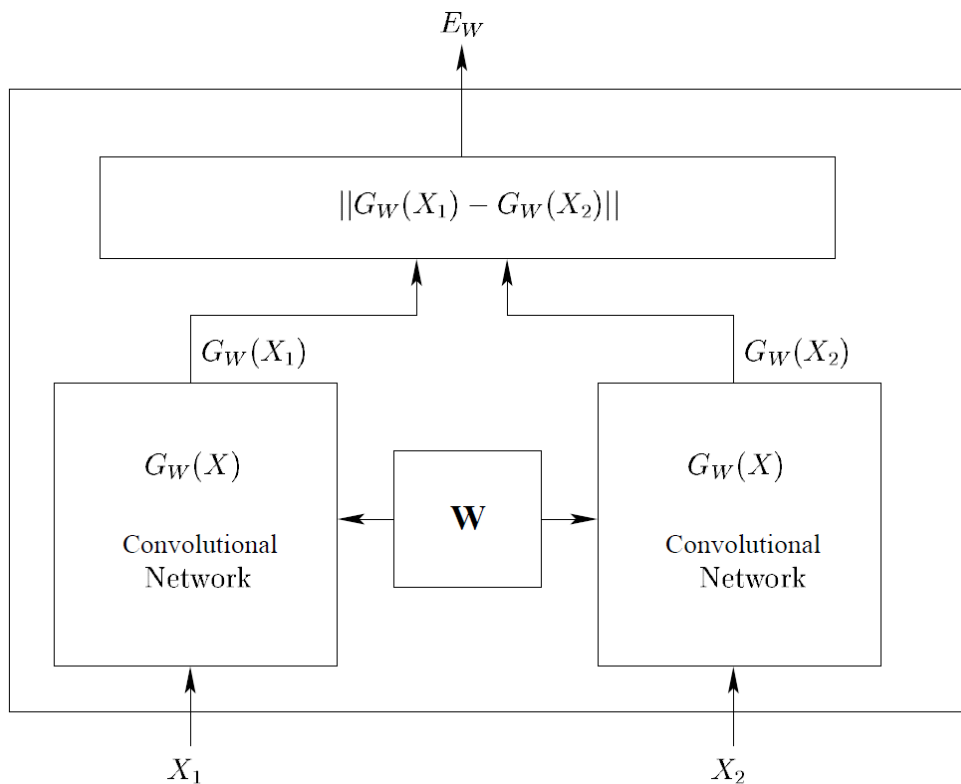 E_W
||G_W(X_1) − G_W(X_2)||
G_W(X_1)
G_W(X_2)
G_W(X)
Convolutional
Network
W
G_W(X)
Convolutional
Network
X_1
X_2